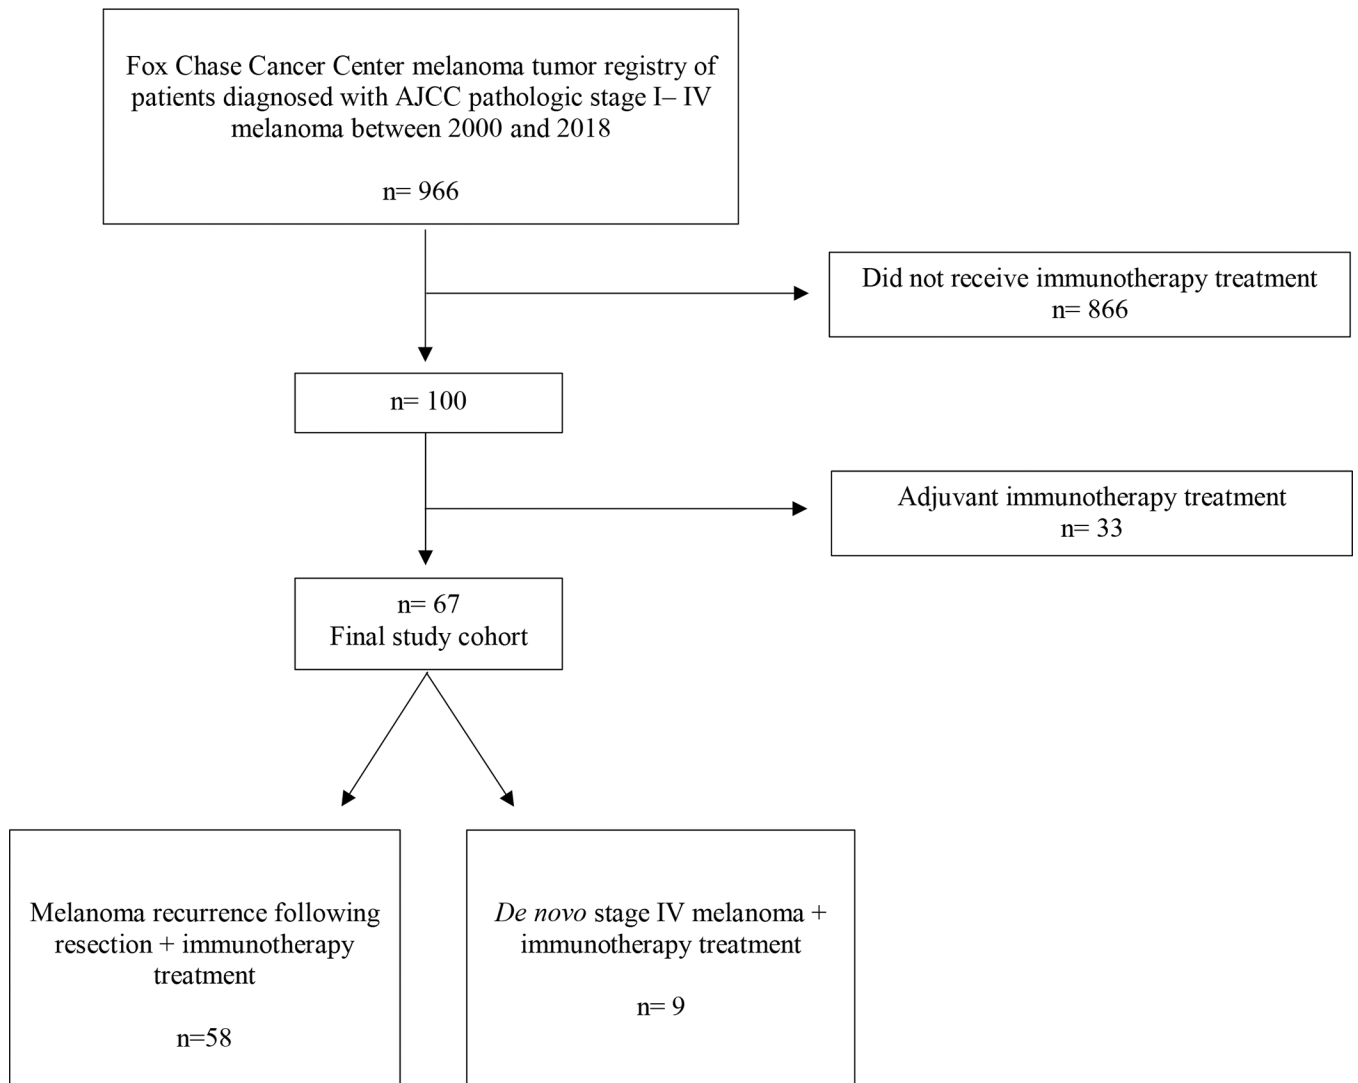 Fox Chase Cancer Center melanoma tumor registry of
patients diagnosed with AJCC pathologic stage I– IV
melanoma between 2000 and 2018
n= 966
Did not receive immunotherapy treatment
n= 866
n= 100
Adjuvant immunotherapy treatment
n= 33
n= 67
Final study cohort
Melanoma recurrence following
resection + immunotherapy
treatment
n=58
De novo stage IV melanoma +
immunotherapy treatment
n= 9